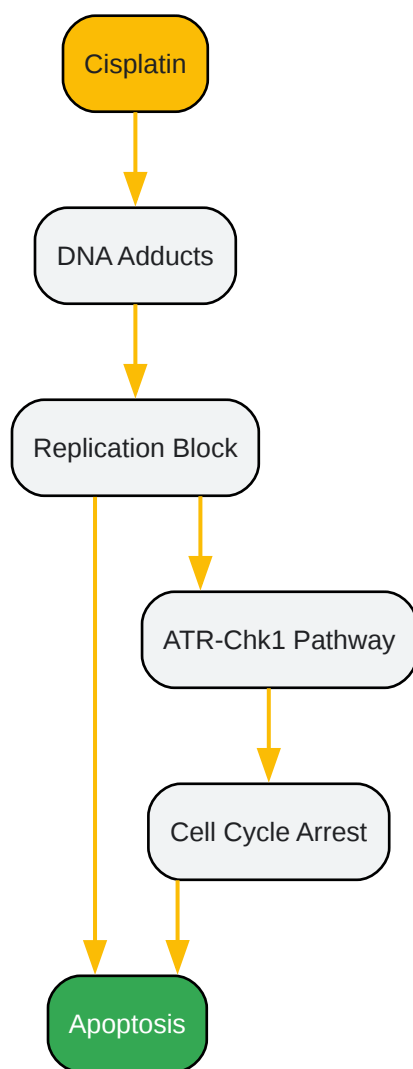 Cisplatin
DNA Adducts
Replication Block
ATR-Chk1 Pathway
Cell Cycle Arrest
Apoptosis